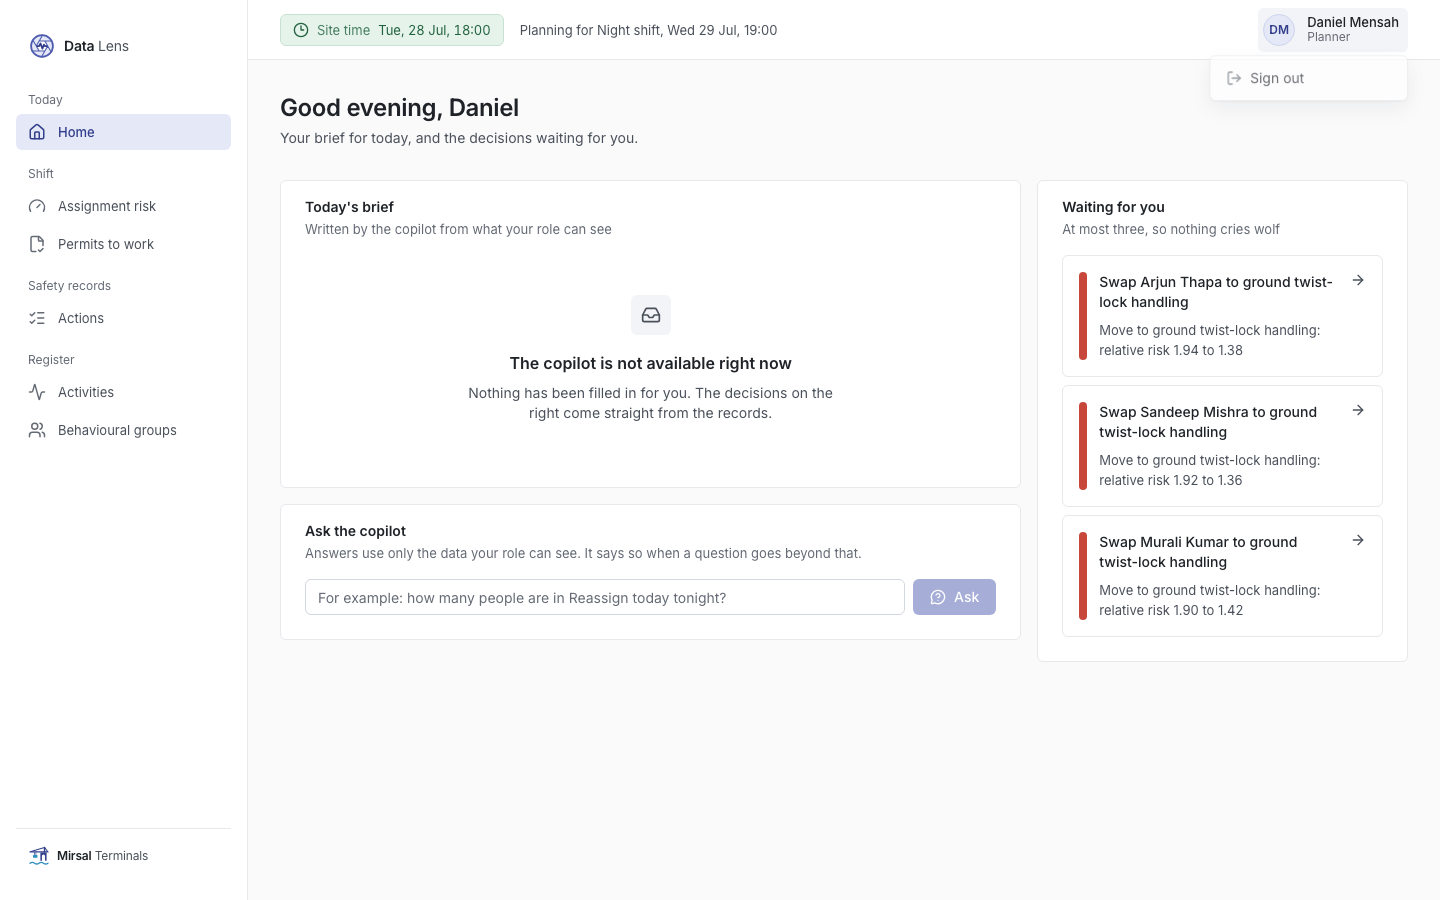 Data Lens
Today
Home
Shift
Assignment risk
Permits to work
Safety records
Actions
Register
Activities
Behavioural groups
Mirsal Terminals
Site time Tue, 28 Jul, 18:00
Planning for Night shift, Wed 29 Jul, 19:00
DM
Daniel Mensah
Planner
Sign out
Good evening, Daniel
Your brief for today, and the decisions waiting for you.
Today's brief
Written by the copilot from what your role can see
The copilot is not available right now
Nothing has been filled in for you. The decisions on the
right come straight from the records.
Ask the copilot
Answers use only the data your role can see. It says so when a question goes beyond that.
For example: how many people are in Reassign today tonight?
Ask
Waiting for you
At most three, so nothing cries wolf
Swap Arjun Thapa to ground twist-
lock handling
Move to ground twist-lock handling:
relative risk 1.94 to 1.38
Swap Sandeep Mishra to ground
twist-lock handling
Move to ground twist-lock handling:
relative risk 1.92 to 1.36
Swap Murali Kumar to ground
twist-lock handling
Move to ground twist-lock handling:
relative risk 1.90 to 1.42